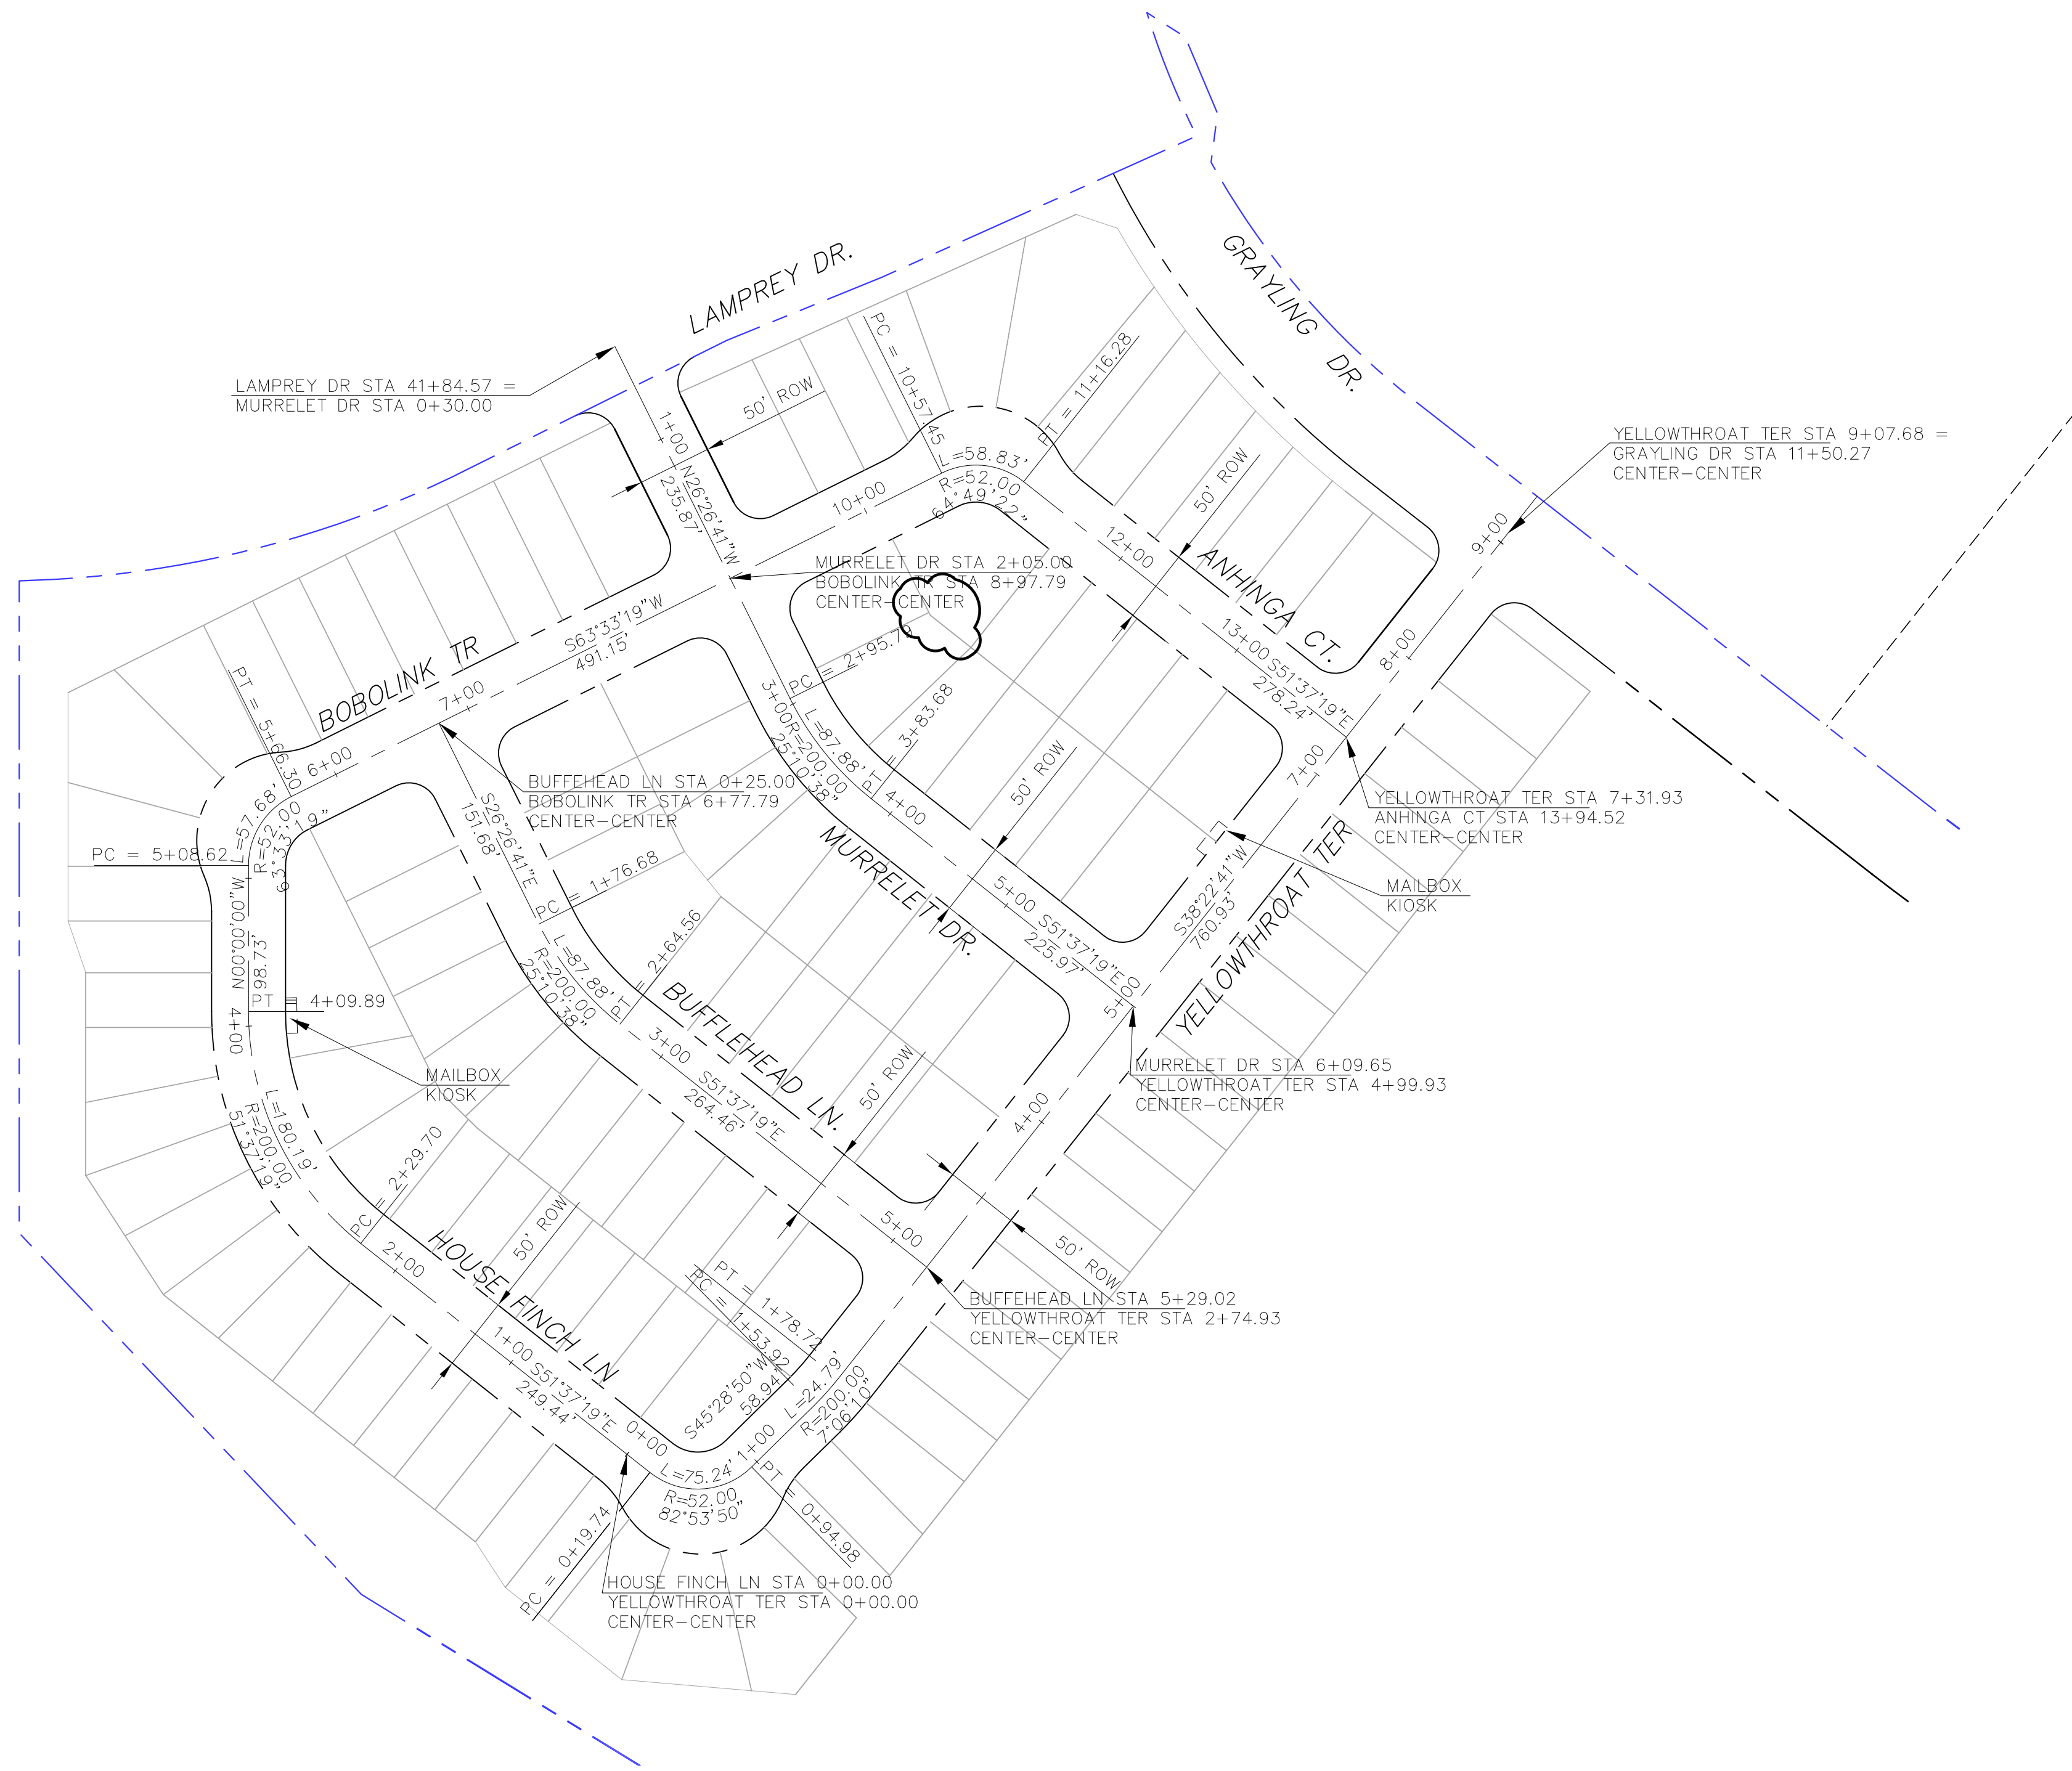 LAMPREY DR.
GRAYLING DR.
LAMPREY DR STA 41+84.57 =
MURRELET DR STA 0+30.00
1+00
50' ROW
PC = 10+57.45
PT = 11+16.28
YELLOWTHROAT TER STA 9+07.68 =
GRAYLING DR STA 11+50.27
CENTER-CENTER
N26°26'41"W
235.87'
10+00
L=58.83'
R=52.00
64°49'22"
50' ROW
9+00
12+00
ANHINGA CT.
MURRELET DR STA 2+05.00
BOBOLINK TR STA 8+97.79
CENTER-CENTER
S63°33'19"W
491.15'
BOBOLINK TR
7+00
PT = 5+66.30
6+00
PC = 2+95.79
3+00
L=87.88'
R=200.00
25°10'38"
PT = 3+83.68
4+00
13+00
S51°37'19"E
278.24'
8+00
7+00
50' ROW
BUFFEHEAD LN STA 0+25.00
BOBOLINK TR STA 6+77.79
CENTER-CENTER
YELLOWTHROAT TER STA 7+31.93
ANHINGA CT STA 13+94.52
CENTER-CENTER
L=57.68'
R=52.00
63°33'19"
PC = 5+08.62
S26°26'41"E
151.68'
PC = 1+76.68
MURRELET DR.
5+00
S51°37'19"E
225.97'
MAILBOX
KIOSK
S38°22'41"W
760.93'
YELLOWTHROAT TER
N00°00'00"W
98.73'
PT
4+09.89
4+00
L=87.88'
R=200.00
25°10'38"
PT = 2+64.56
BUFFLEHEAD LN.
3+00
S51°37'19"E
264.46'
50' ROW
5+00
MURRELET DR STA 6+09.65
YELLOWTHROAT TER STA 4+99.93
CENTER-CENTER
MAILBOX
KIOSK
L=180.19'
R=200.00
51°37'19"
PC = 2+29.70
4+00
2+00
HOUSE FINCH LN
50' ROW
5+00
50' ROW
PT = 1+78.72
PC = 1+53.92
BUFFEHEAD LN STA 5+29.02
YELLOWTHROAT TER STA 2+74.93
CENTER-CENTER
1+00
S51°37'19"E
249.44'
0+00
S45°28'50"W
58.94'
L=24.79'
R=200.00
7°06'10"
1+00
L=75.24'
R=52.00
82°53'50"
PT = 0+94.98
PC = 0+19.74
HOUSE FINCH LN STA 0+00.00
YELLOWTHROAT TER STA 0+00.00
CENTER-CENTER